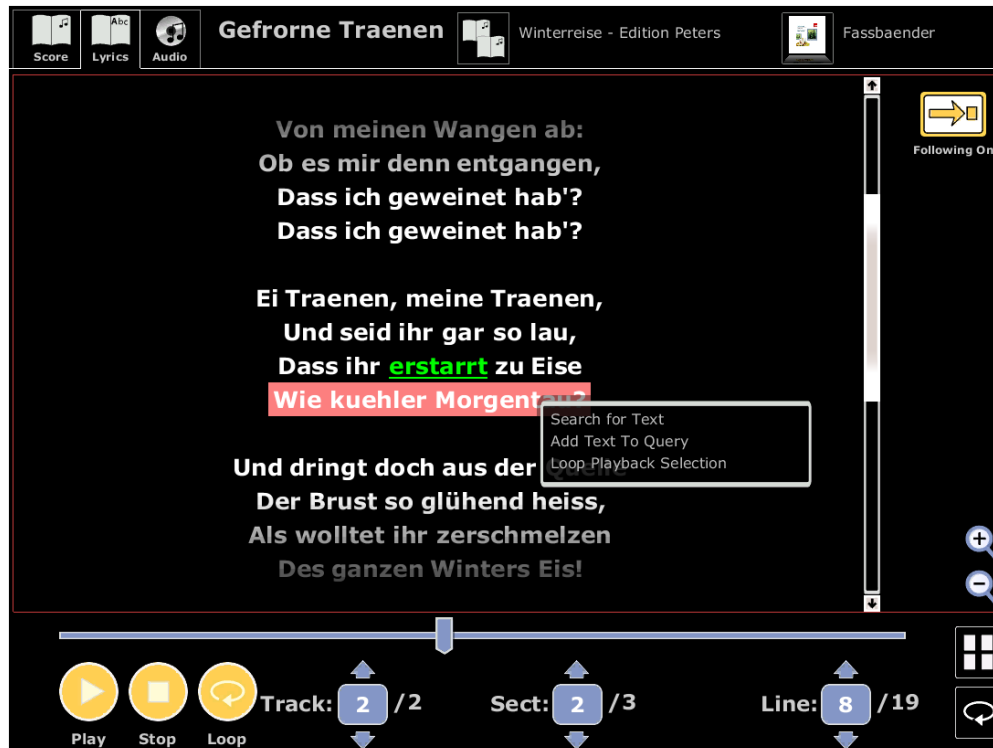 Gefrorne Traenen
Winterreise - Edition Peters
Fassbaender
Abc
Score
Lyrics
Audio
Following On
Von meinen Wangen ab:
Ob es mir denn entgangen,
Dass ich geweinet hab'?
Dass ich geweinet hab'?
Ei Traenen, meine Traenen,
Und seid ihr gar so lau,
Dass ihr erstarrt zu Eise
Wie kuehler Morgentau?
Search for Text
Add Text To Query
Loop Playback Selection
Und dringt doch aus der Quelle
Der Brust so glühend heiss,
Als wolltet ihr zerschmelzen
Des ganzen Winters Eis!
Track: 2 /2
Sect: 2 /3
Line: 8 /19
Play
Stop
Loop